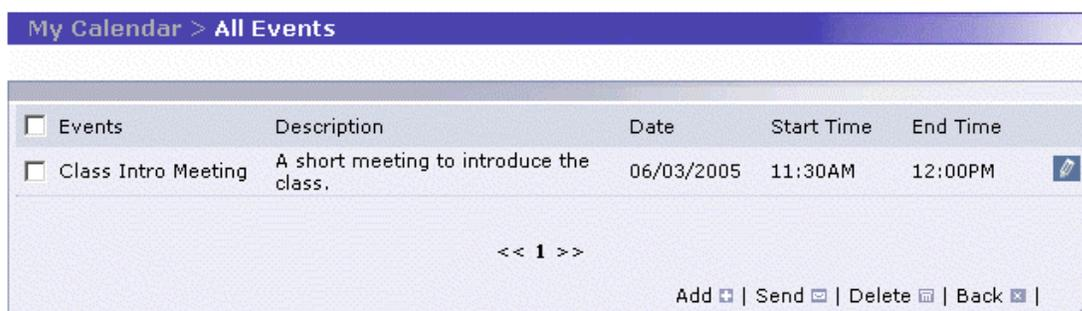 My Calendar > All Events
Events Description Date Start Time End Time
Class Intro Meeting A short meeting to introduce the class. 06/03/2005 11:30AM 12:00PM
<< 1 >>
Add | Send | Delete | Back |